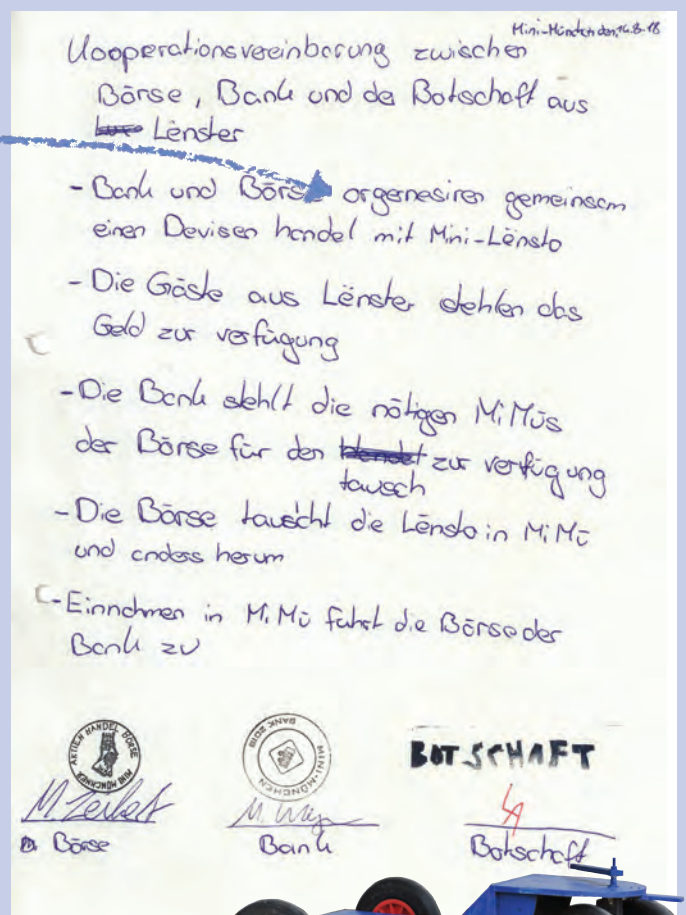 Mini-München den, 14.8.18
Kooperationsvereinbarung zwischen
Börse, Bank und der Botschaft aus
Lënster
- Bank und Börse orgernesiren gemeinsam
einen Devisen handel mit Mini-Lënsto
- Die Gäste aus Lënster stehlen das
Geld zur verfügung
- Die Bank stehlt die nötigen MiMüs
der Börse für den zur verfügung
tausch
- Die Börse tauscht die Lënsto in MiMü
und anders herum
- Einnahmen in MiMü führt die Börse der
Bank zu
AKTIEN HANDEL BÖRSE
MINI MÜNCHNER
BANK 2018
MINI-MÜNCHEN
BOTSCHAFT
Börse
Bank
Botschaft